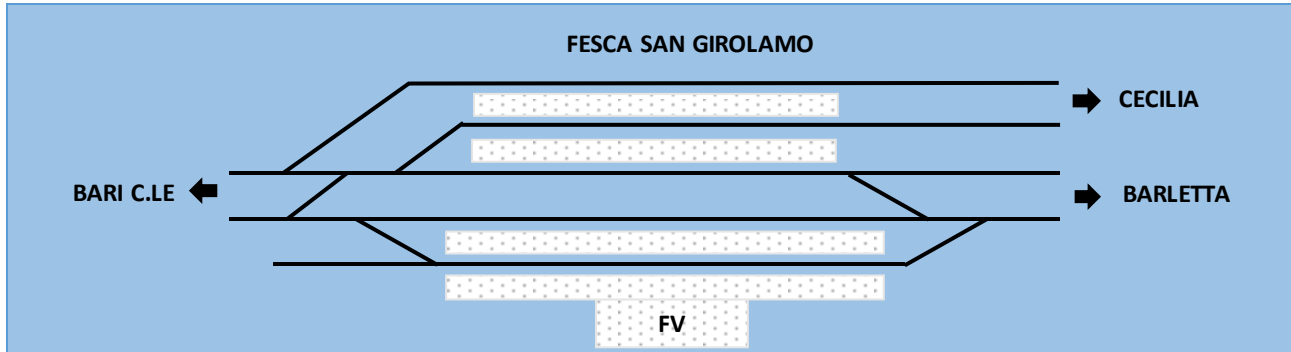 FESCA SAN GIROLAMO
CECILIA
BARI C.LE
BARLETTA
FV